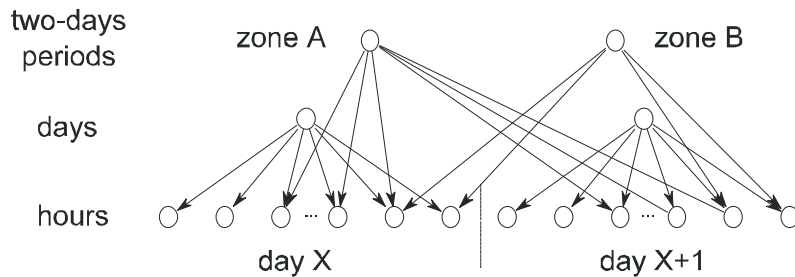 two-days
periods
zone A
zone B
days
hours
...
...
day X
day X+1